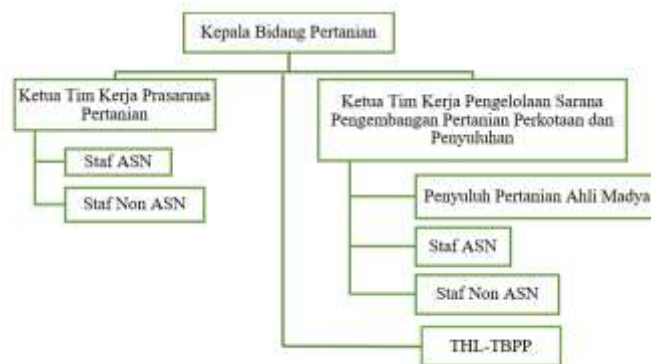 Kepala Bidang Pertanian
Ketua Tim Kerja Prasarana
Pertanian
Staf ASN
Staf Non ASN
Ketua Tim Kerja Pengelolaan Sarana
Pengembangan Pertanian Perkotaan dan
Penyuluhan
Penyuluh Pertanian Ahli Madya
Staf ASN
Staf Non ASN
THL-TBPP